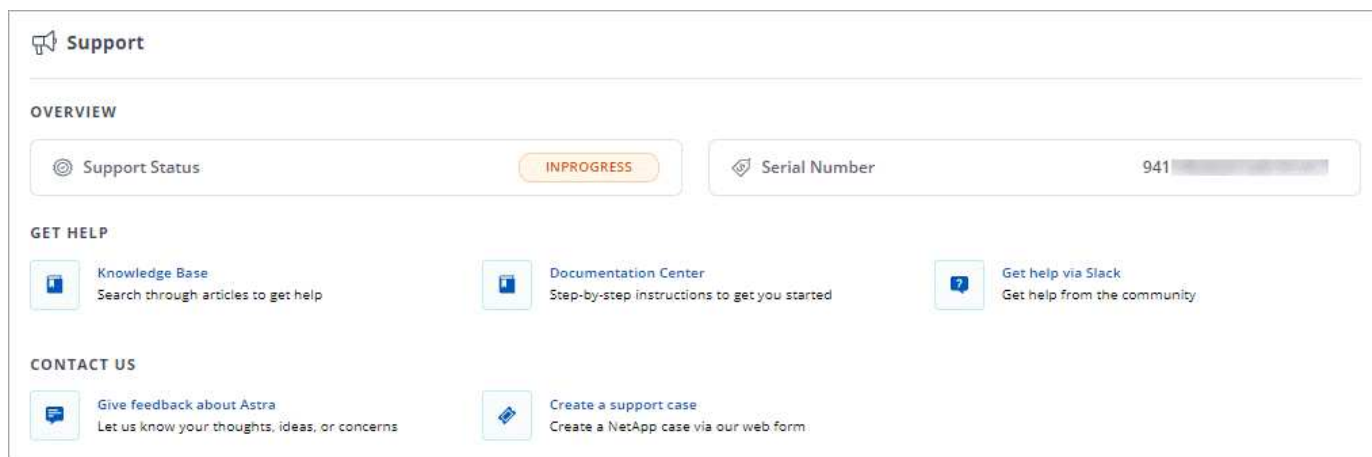 Support
OVERVIEW
Support Status INPROGRESS
Serial Number 941
GET HELP
Knowledge Base
Search through articles to get help
Documentation Center
Step-by-step instructions to get you started
Get help via Slack
Get help from the community
CONTACT US
Give feedback about Astra
Let us know your thoughts, ideas, or concerns
Create a support case
Create a NetApp case via our web form